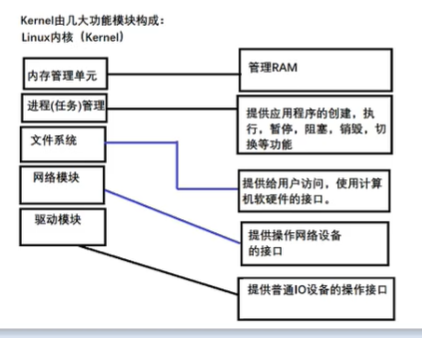 Kernel由几大功能模块构成：
Linux内核（Kernel）
内存管理单元
管理RAM
进程(任务)管理
提供应用程序的创建，执
行，暂停，阻塞，销毁，切
换等功能
文件系统
提供给用户访问，使用计算
机软硬件的接口。
网络模块
提供操作网络设备
的接口
驱动模块
提供普通IO设备的操作接口